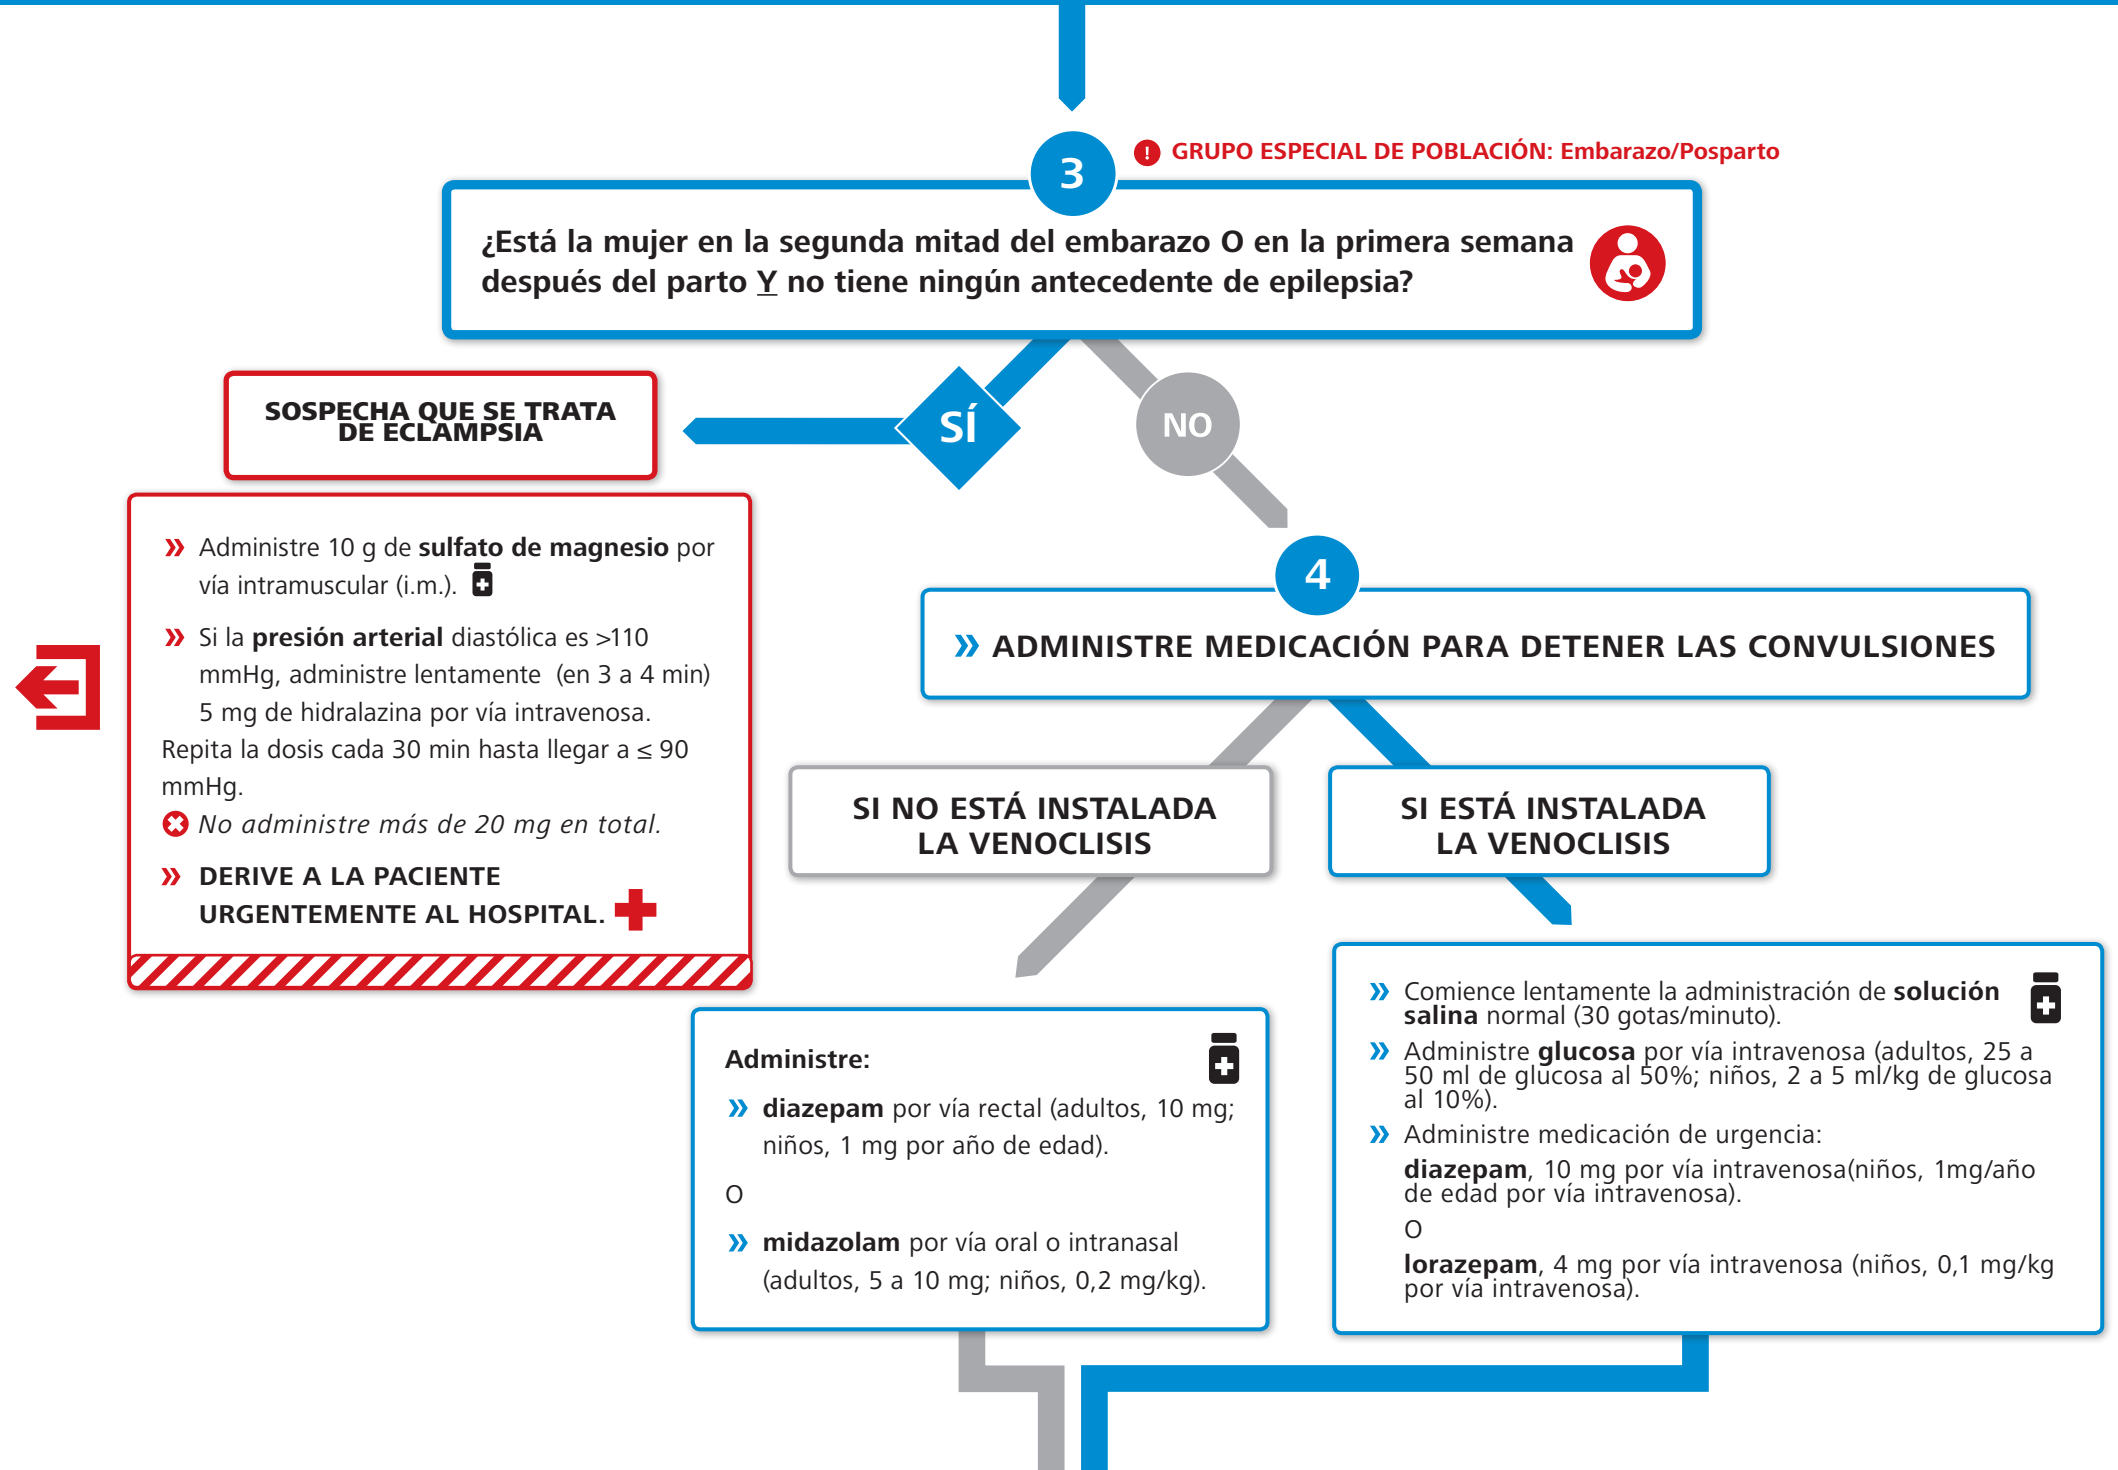 3
GRUPO ESPECIAL DE POBLACIÓN: Embarazo/Posparto
¿Está la mujer en la segunda mitad del embarazo O en la primera semana
después del parto Y no tiene ningún antecedente de epilepsia?
SÍ
NO
SOSPECHA QUE SE TRATA
DE ECLAMPSIA
» Administre 10 g de sulfato de magnesio por
vía intramuscular (i.m.).
» Si la presión arterial diastólica es >110
mmHg, administre lentamente (en 3 a 4 min)
5 mg de hidralazina por vía intravenosa.
Repita la dosis cada 30 min hasta llegar a ≤ 90
mmHg.
No administre más de 20 mg en total.
» DERIVE A LA PACIENTE
URGENTEMENTE AL HOSPITAL.
4
» ADMINISTRE MEDICACIÓN PARA DETENER LAS CONVULSIONES
SI NO ESTÁ INSTALADA
LA VENOCLISIS
SI ESTÁ INSTALADA
LA VENOCLISIS
Administre:
» diazepam por vía rectal (adultos, 10 mg;
niños, 1 mg por año de edad).
O
» midazolam por vía oral o intranasal
(adultos, 5 a 10 mg; niños, 0,2 mg/kg).
» Comience lentamente la administración de solución
salina normal (30 gotas/minuto).
» Administre glucosa por vía intravenosa (adultos, 25 a
50 ml de glucosa al 50%; niños, 2 a 5 ml/kg de glucosa
al 10%).
» Administre medicación de urgencia:
diazepam, 10 mg por vía intravenosa(niños, 1mg/año
de edad por vía intravenosa).
O
lorazepam, 4 mg por vía intravenosa (niños, 0,1 mg/kg
por vía intravenosa).